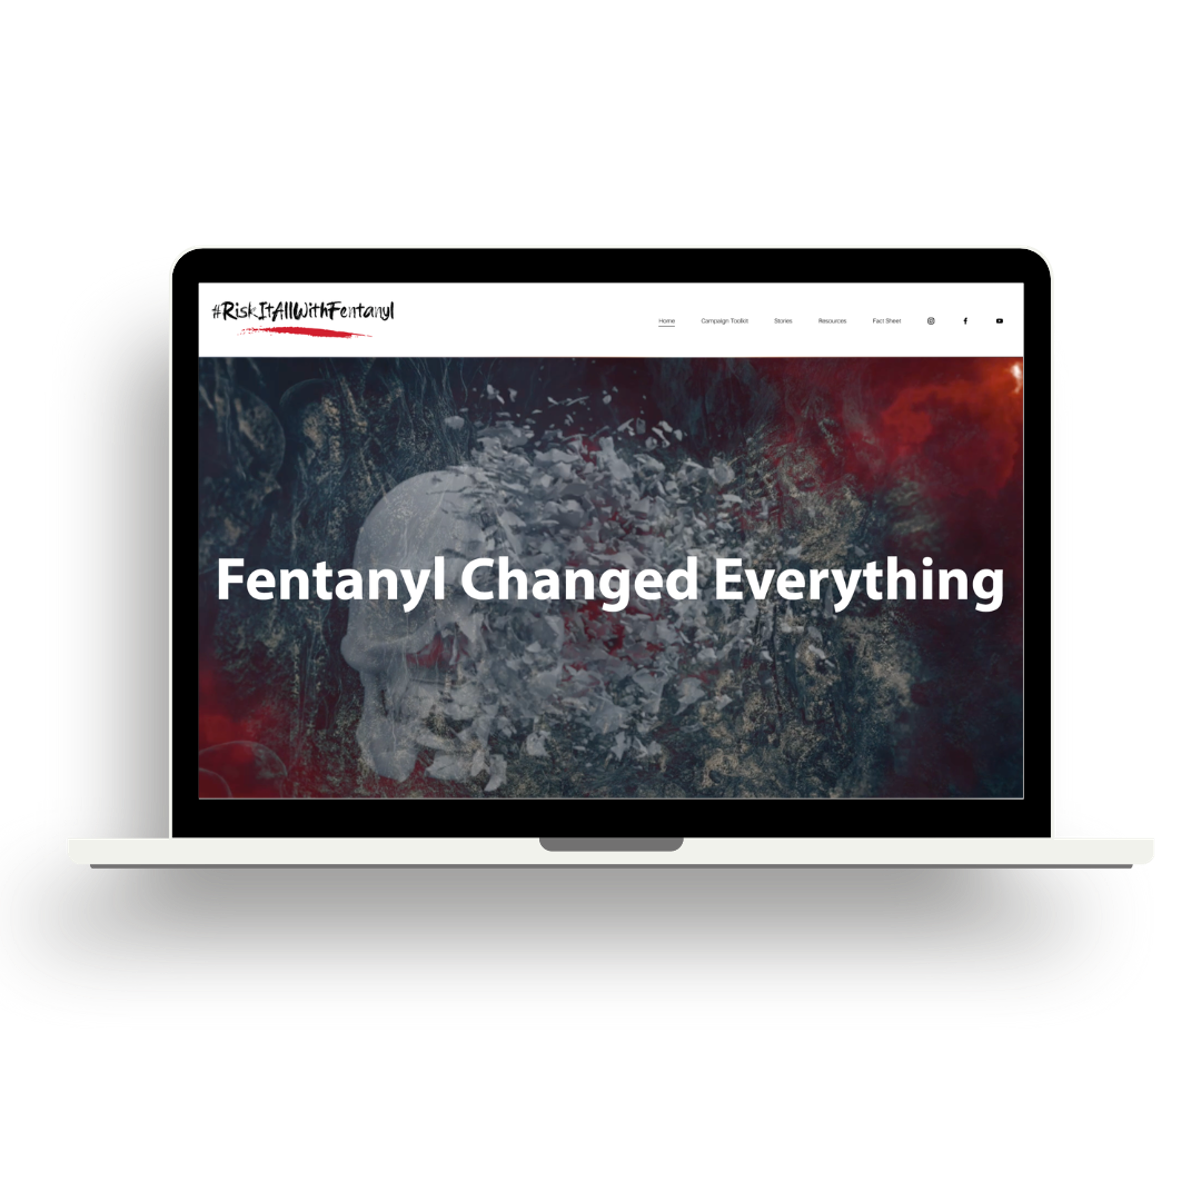 #RiskItAllWithFentanyl
Home Campaign Toolkit Stories Resources Fact Sheet
Fentanyl Changed Everything